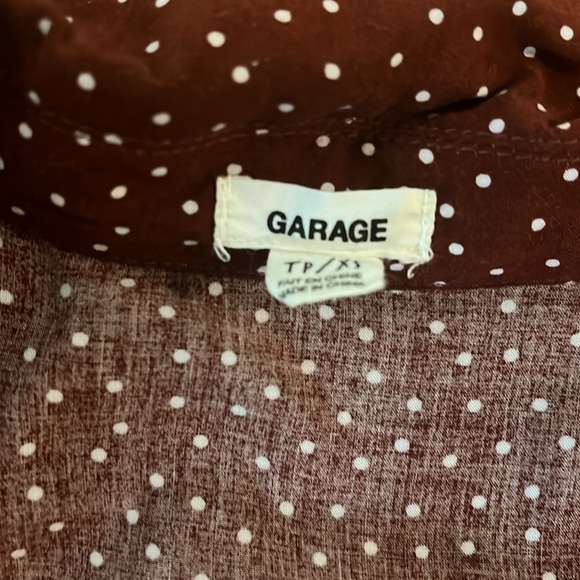 GARAGE
TP/XS
FAIT EN CHINE
MADE IN CHINA